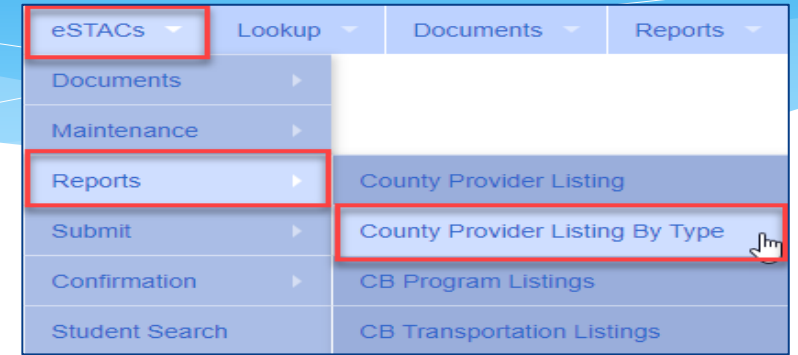 eSTACs Lookup Documents Reports
Documents
Maintenance
Reports County Provider Listing
Submit County Provider Listing By Type
Confirmation CB Program Listings
Student Search CB Transportation Listings